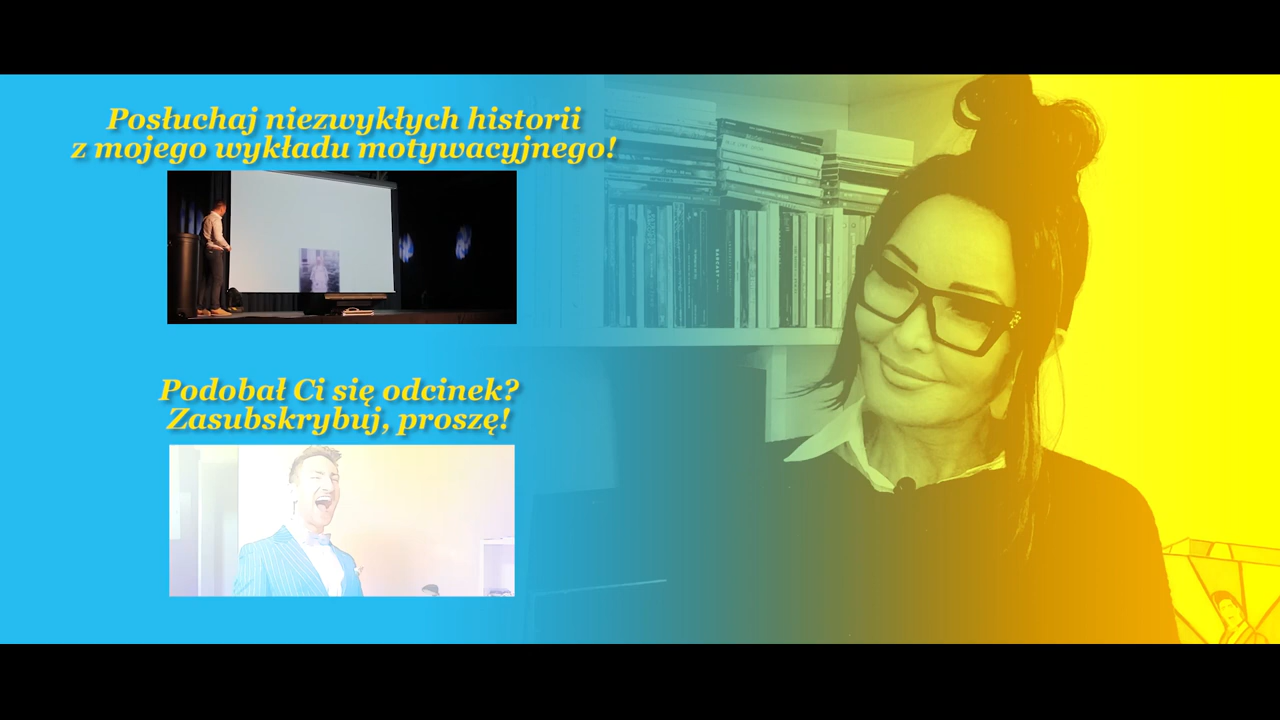 Posłuchaj niezwykłych historii
z mojego wykładu motywacyjnego!
Podobał Ci się odcinek?
Zasubskrybuj, proszę!